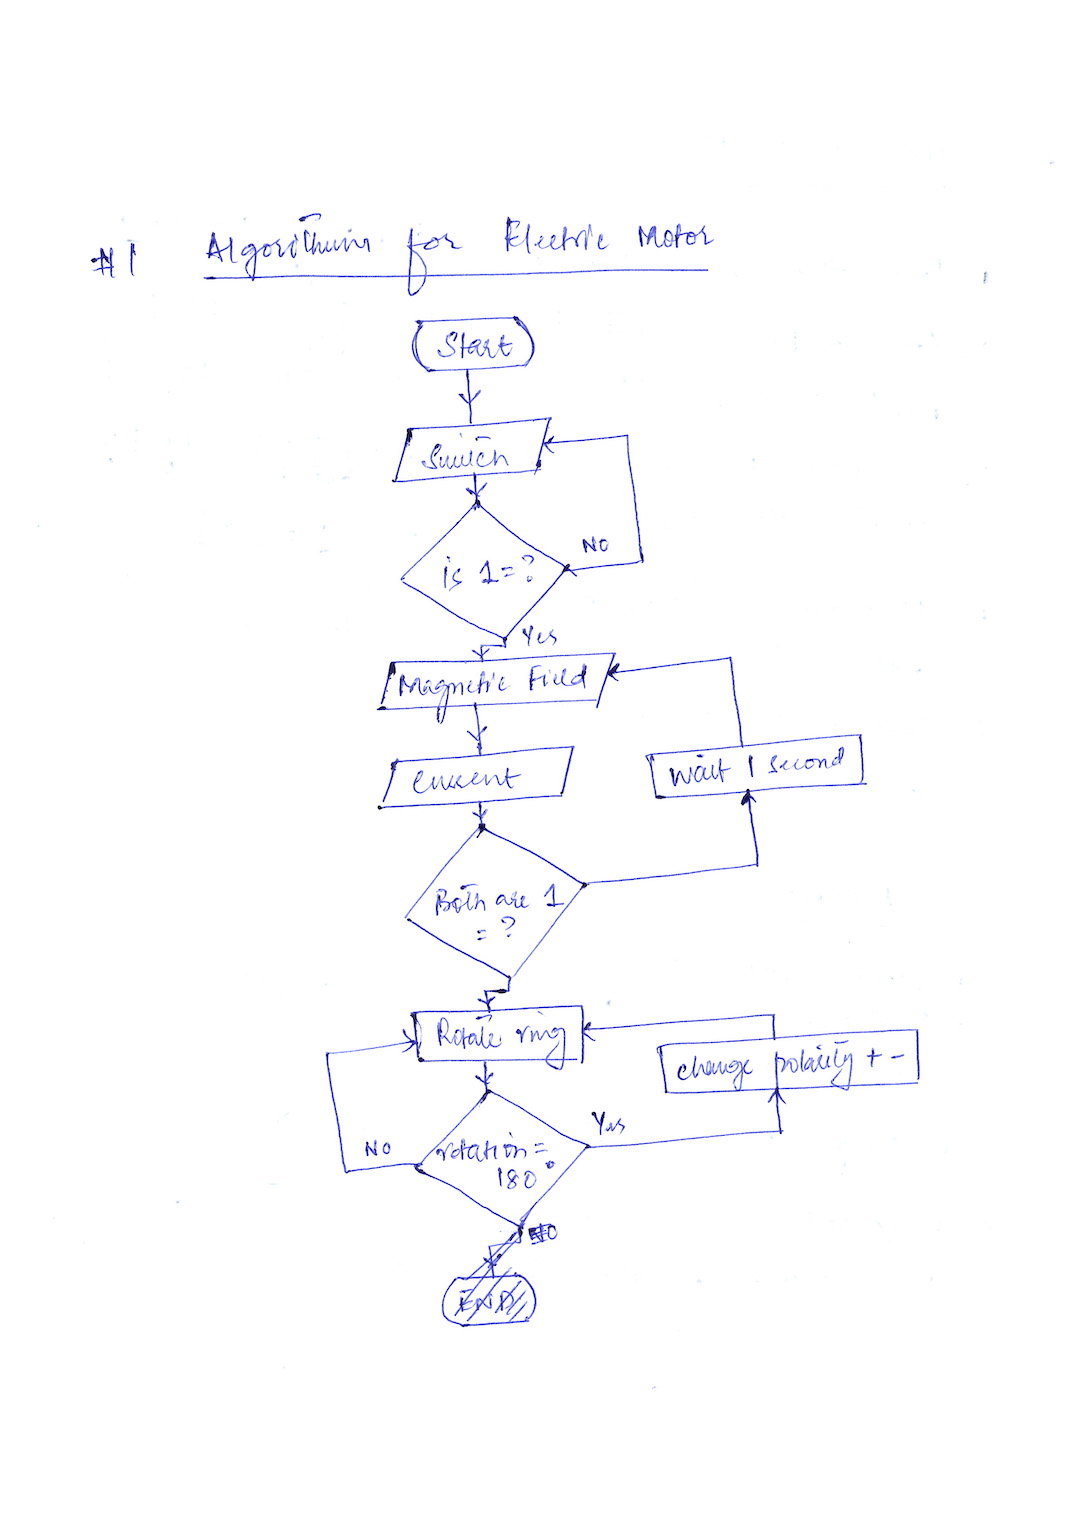 #1 Algorithm for Electric Motor
Start
Switch
is 1=?
NO
Yes
Magnetic Field
Current
Wait 1 second
Both are 1
= ?
Rotate ring
change polarity + -
rotation =
180°
Yes
NO
NO
END